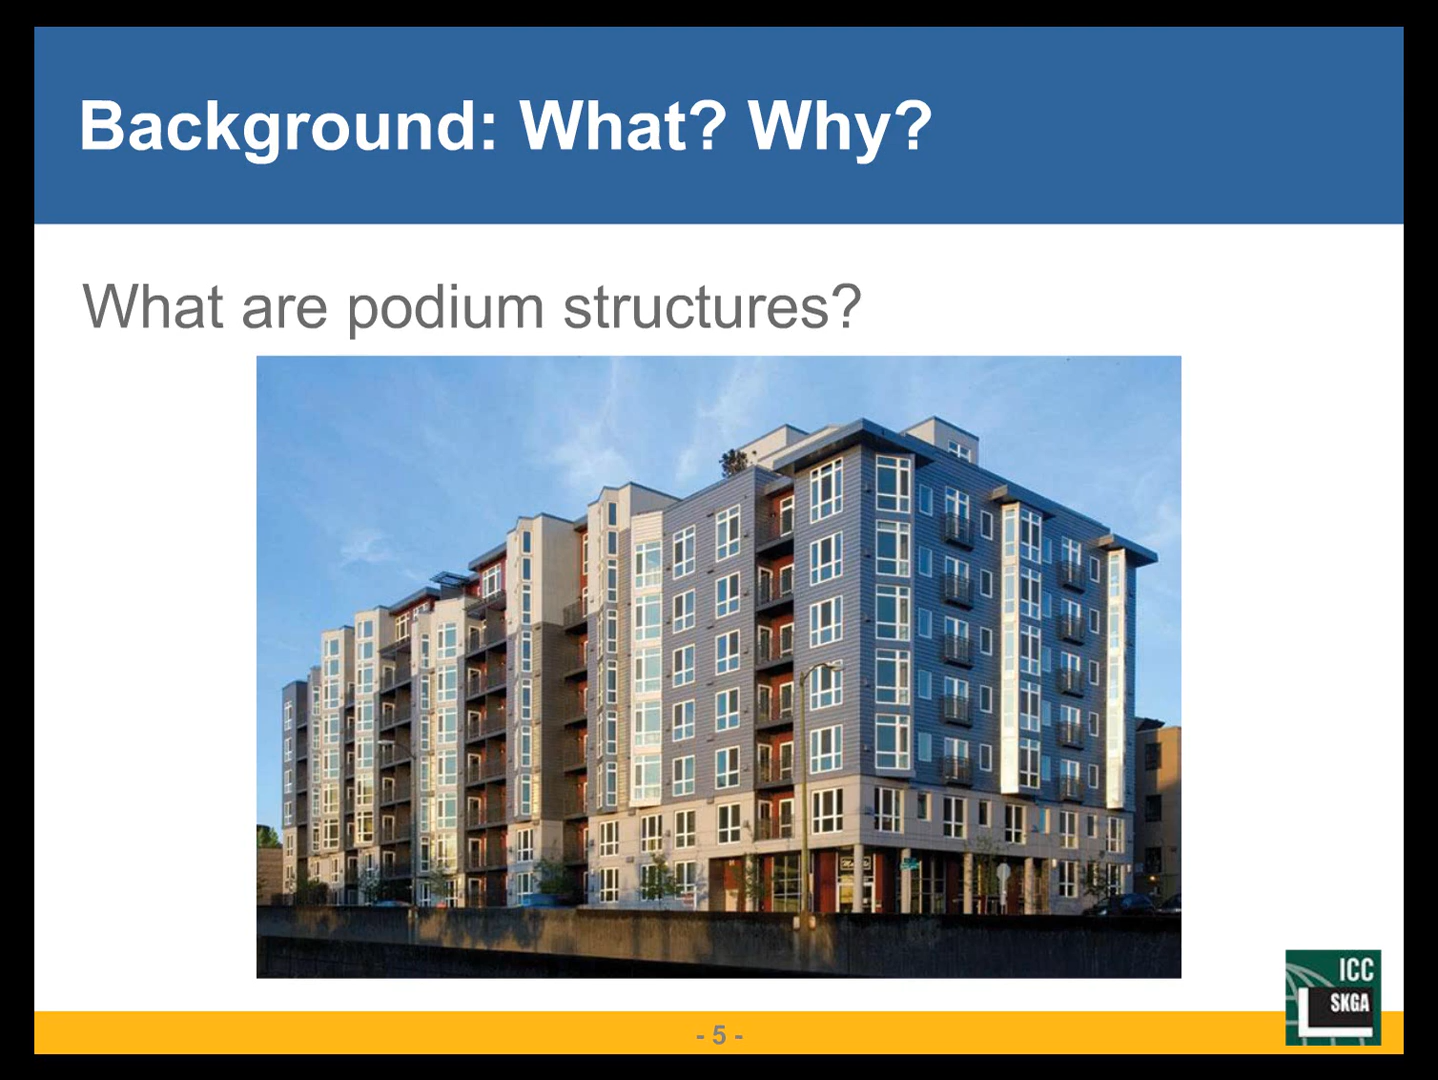 Background: What? Why?
What are podium structures?
ICC
SKGA
- 5 -